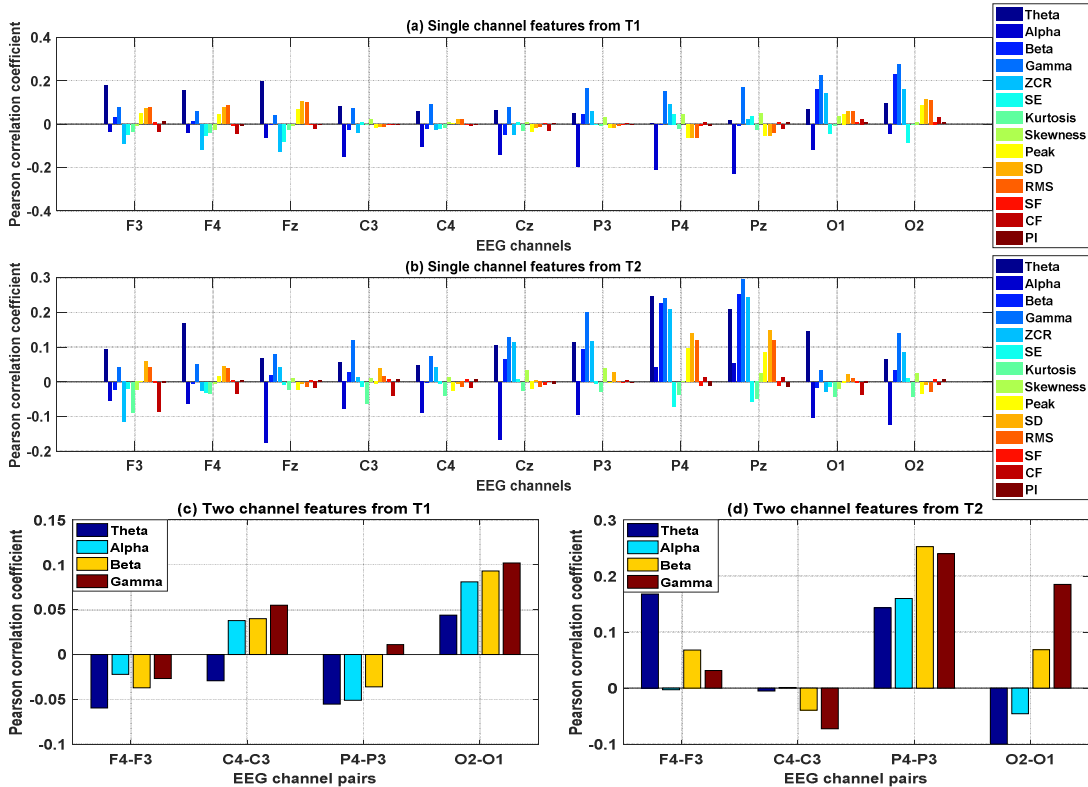 (a) Single channel features from T1
Pearson correlation coefficient
0.4
0.2
0
-0.2
-0.4
F3 F4 Fz C3 C4 Cz P3 P4 Pz O1 O2
EEG channels
Theta
Alpha
Beta
Gamma
ZCR
SE
Kurtosis
Skewness
Peak
SD
RMS
SF
CF
PI
(b) Single channel features from T2
Pearson correlation coefficient
0.3
0.2
0.1
0
-0.1
-0.2
F3 F4 Fz C3 C4 Cz P3 P4 Pz O1 O2
EEG channels
Theta
Alpha
Beta
Gamma
ZCR
SE
Kurtosis
Skewness
Peak
SD
RMS
SF
CF
PI
(c) Two channel features from T1
Pearson correlation coefficient
0.15
0.1
0.05
0
-0.05
-0.1
Theta
Alpha
Beta
Gamma
F4-F3 C4-C3 P4-P3 O2-O1
EEG channel pairs
(d) Two channel features from T2
Pearson correlation coefficient
0.3
0.2
0.1
0
-0.1
Theta
Alpha
Beta
Gamma
F4-F3 C4-C3 P4-P3 O2-O1
EEG channel pairs